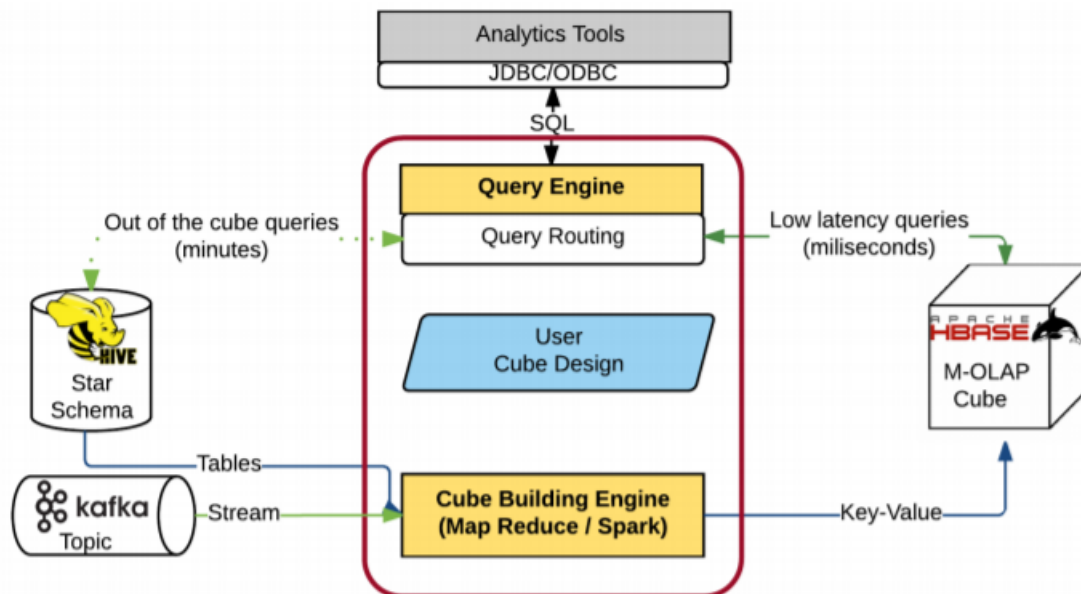 Analytics Tools
JDBC/ODBC
SQL
Query Engine
Query Routing
Out of the cube queries
(minutes)
Low latency queries
(miliseconds)
HIVE
Star
Schema
User
Cube Design
APACHE
HBASE
M-OLAP
Cube
Tables
kafka
Topic
Stream
Cube Building Engine
(Map Reduce / Spark)
Key-Value